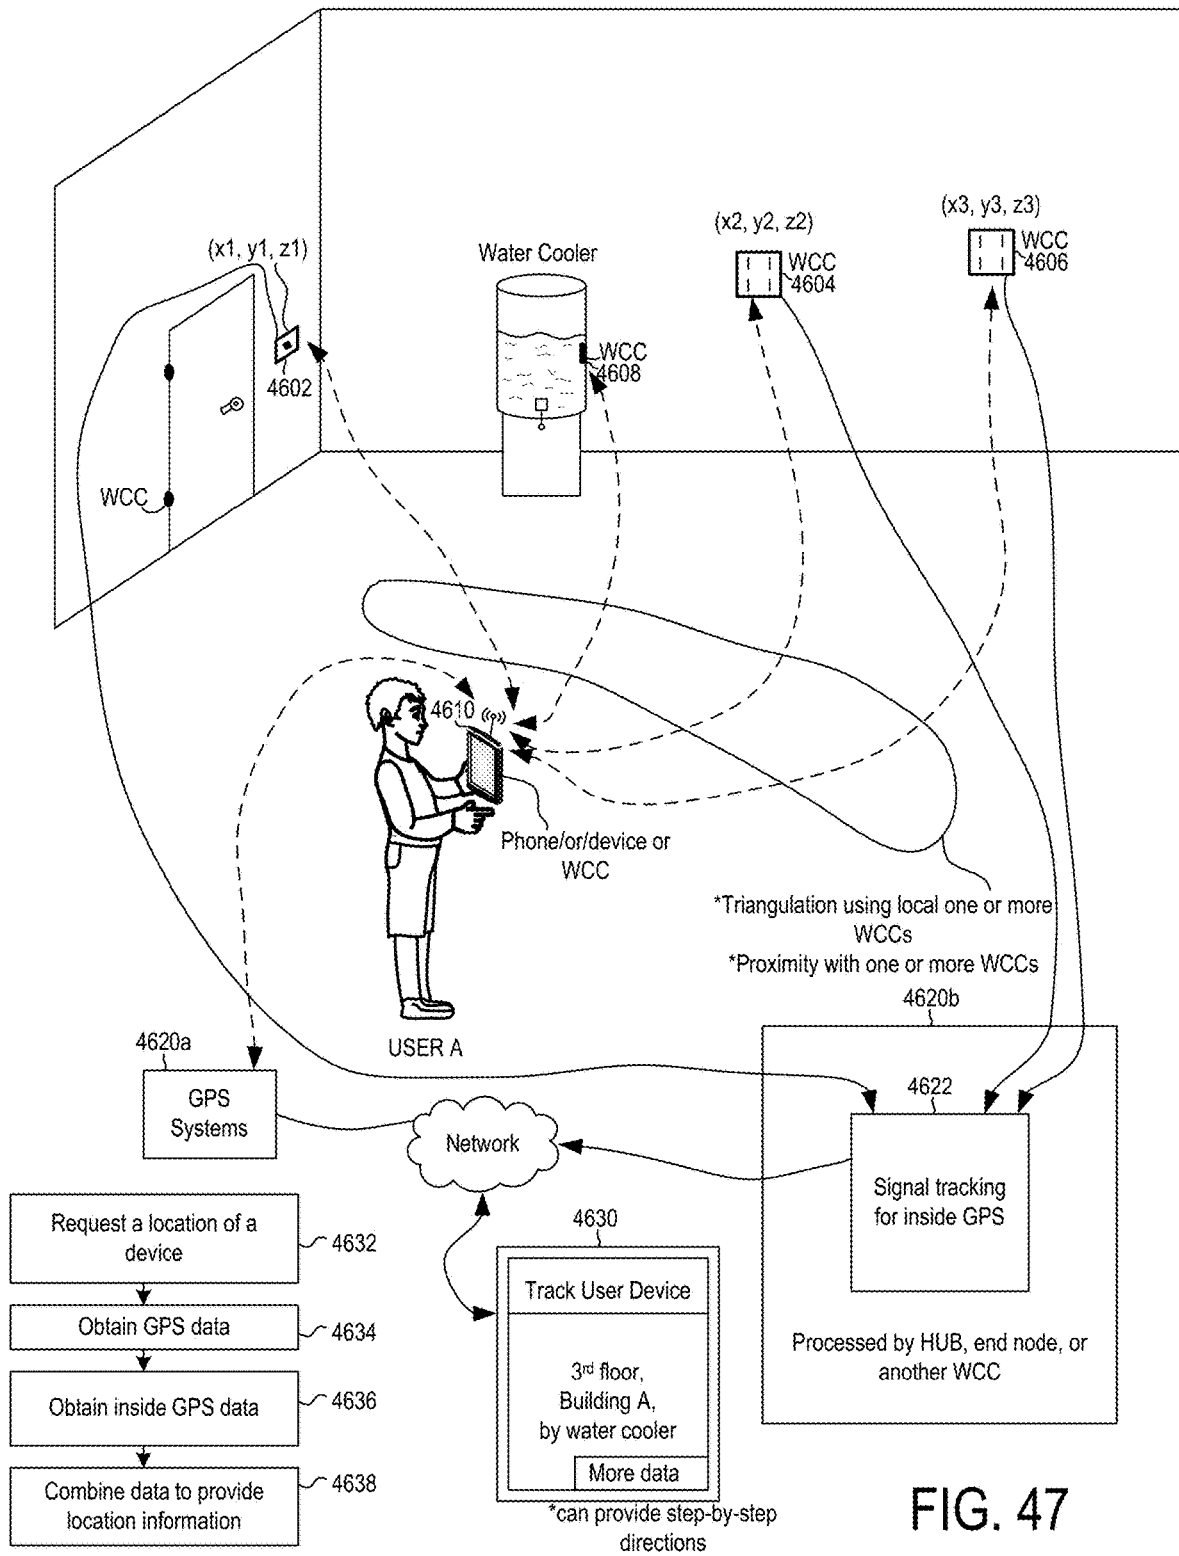 (x3, y3, z3)
(x2, y2, z2)
WCC
4606
(x1, y1, z1)
Water Cooler
WCC
4604
WCC
4608
4602
WCC
4610
Phone/or/device or
WCC
*Triangulation using local one or more
WCCs
*Proximity with one or more WCCs
4620b
USER A
4620a
GPS
Systems
Network
4622
Signal tracking
for inside GPS
Processed by HUB, end node, or
another WCC
Request a location of a
device
4632
Obtain GPS data
4634
Obtain inside GPS data
4636
Combine data to provide
location information
4638
4630
Track User Device
3rd floor,
Building A,
by water cooler
More data
*can provide step-by-step
directions
FIG. 47